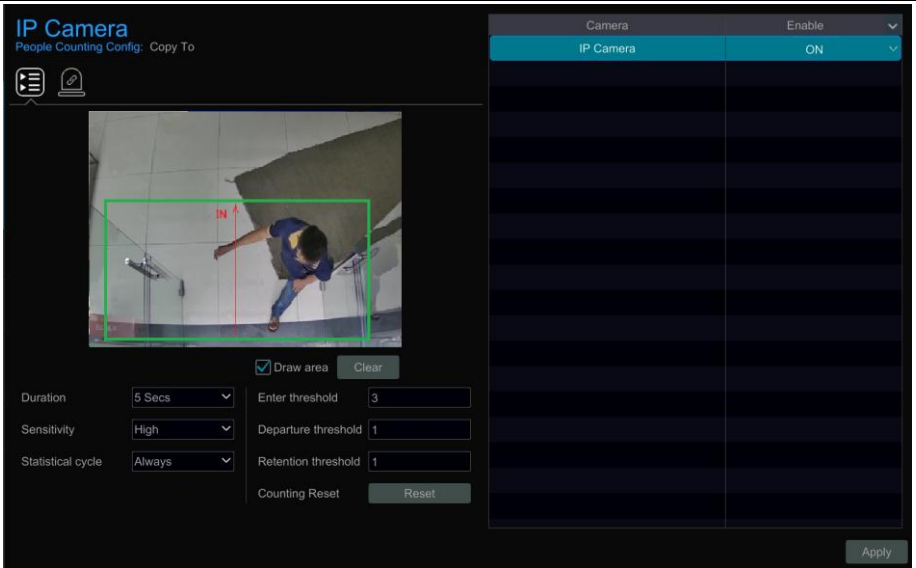 IP Camera
People Counting Config: Copy To
IN
Draw area
Clear
Duration
5 Secs
Sensitivity
High
Statistical cycle
Always
Enter threshold
3
Departure threshold
1
Retention threshold
1
Counting Reset
Reset
Camera
Enable
IP Camera
ON
Apply